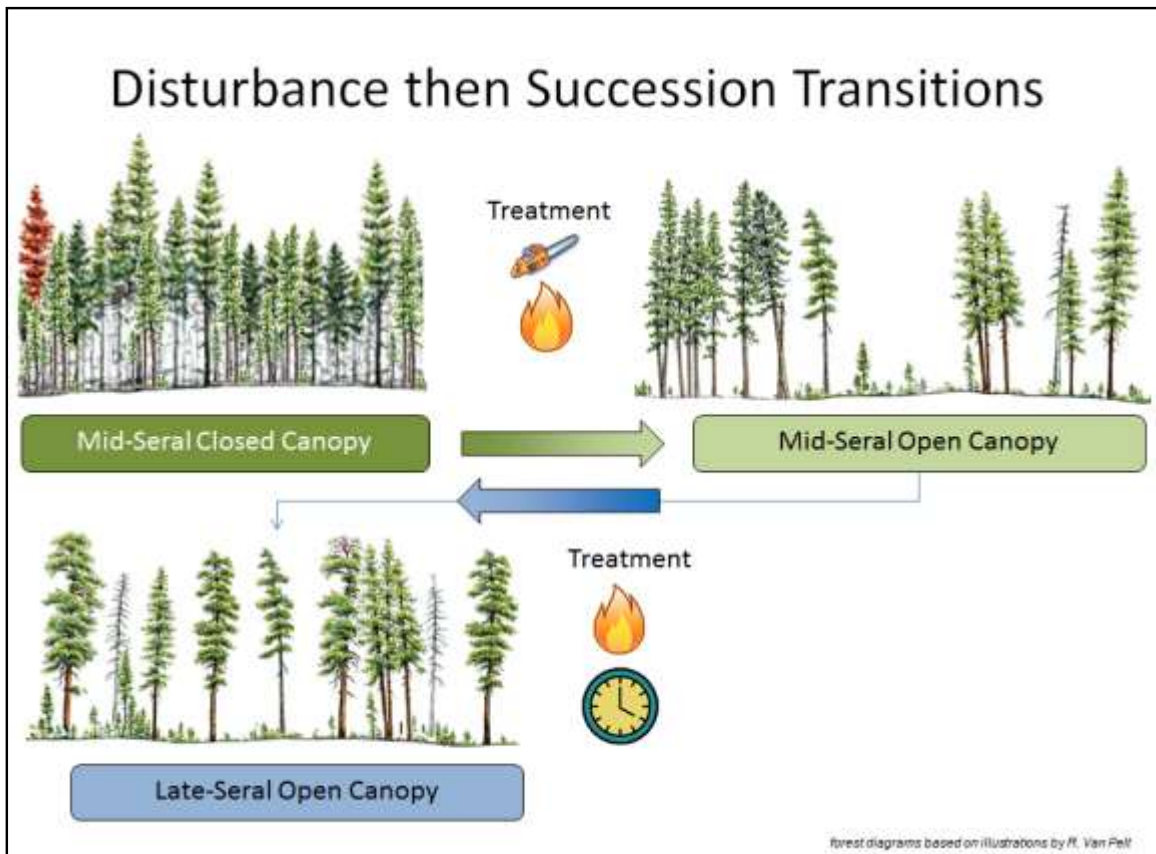 Disturbance then Succession Transitions
Treatment
Mid-Seral Closed Canopy
Mid-Seral Open Canopy
Treatment
Late-Seral Open Canopy
forest diagrams based on illustrations by R. Van Pelt